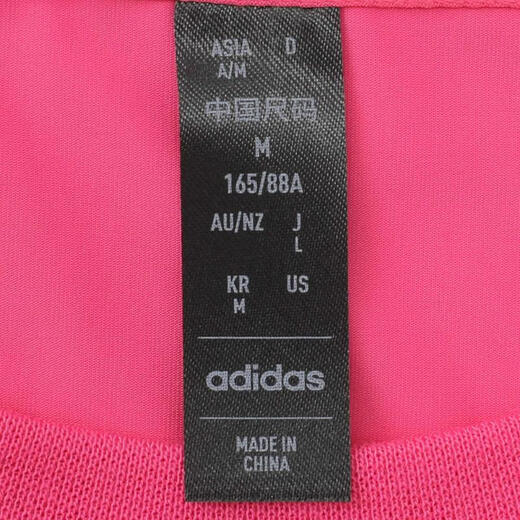 ASIA D
A/M
中国尺码
M
165/88A
AU/NZ J
L
KR US
M
adidas
MADE IN
CHINA